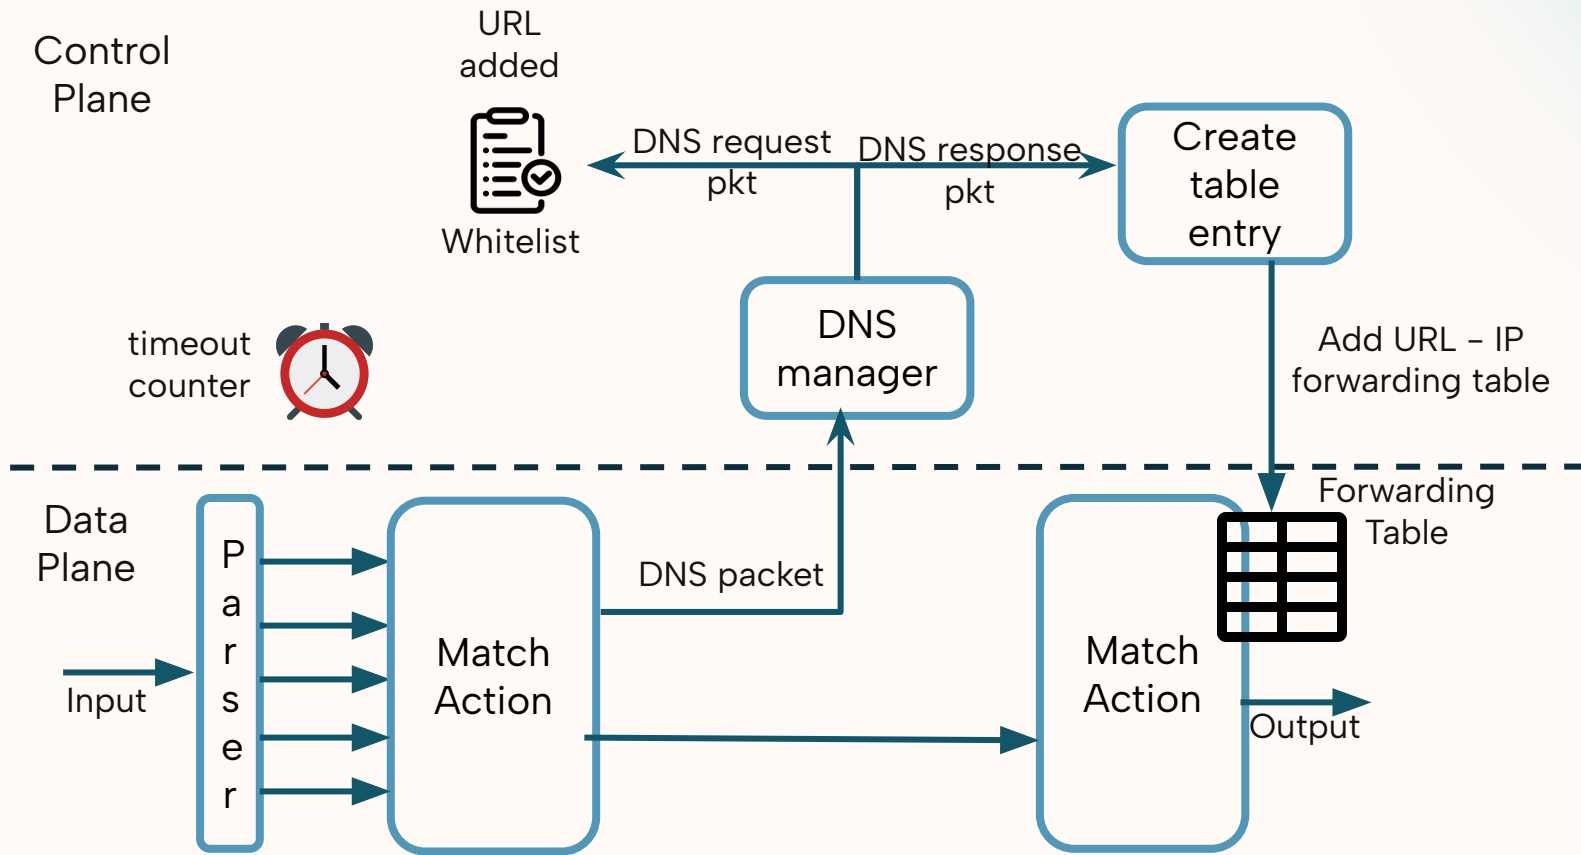 Control
Plane
URL
added
DNS request
pkt
DNS response
pkt
Create
table
entry
Whitelist
DNS
manager
timeout
counter
Add URL – IP
forwarding table
Data
Plane
Parser
Input
Match
Action
DNS packet
Match
Action
Forwarding
Table
Output